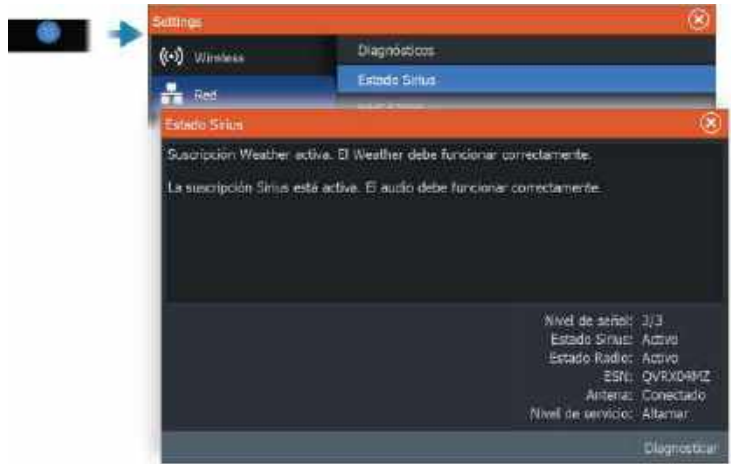 Settings
Wireless
Diagnósticos
Red
Estado Sirius
Estado Sirius
Suscripción Weather activa. El Weather debe funcionar correctamente.
La suscripción Sirius está activa. El audio debe funcionar correctamente.
Nivel de señol: 3/3
Estado Sirius: Activo
Estado Radio: Activo
ESN: QVRX04MZ
Antena: Conectado
Nivel de servicio: Altamar
Diagnosticar